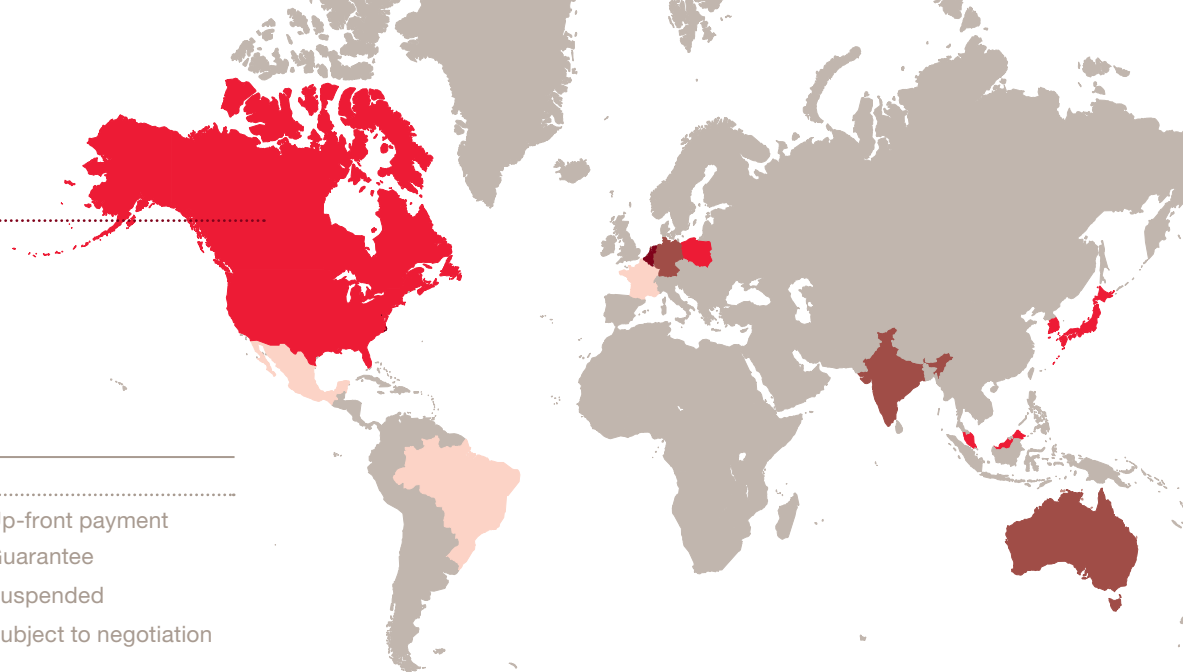 p-front payment
uarantee
uspended
ubject to negotiation